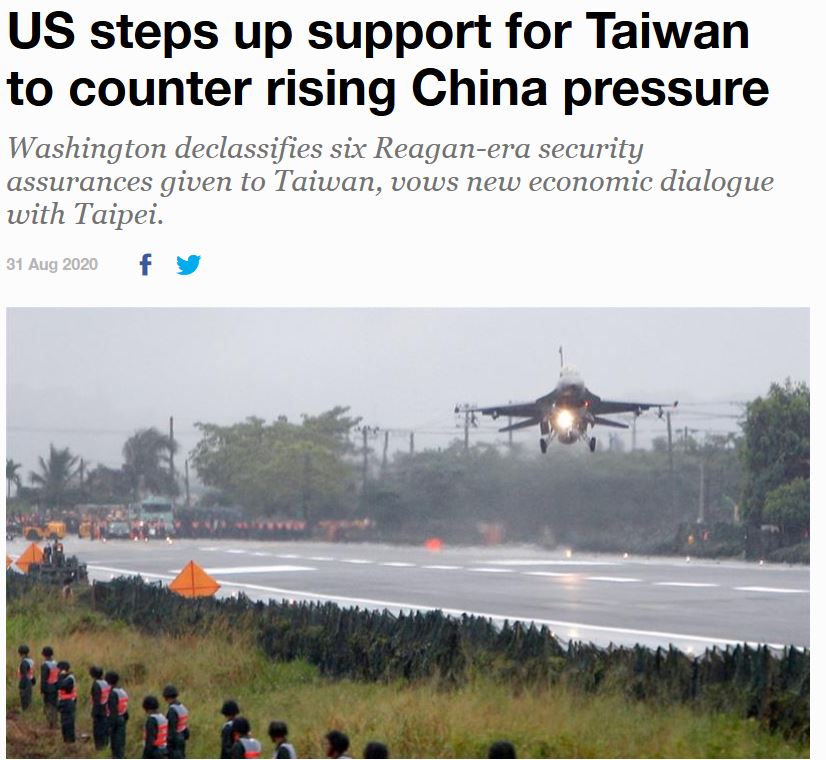 US steps up support for Taiwan
to counter rising China pressure
Washington declassifies six Reagan-era security
assurances given to Taiwan, vows new economic dialogue
with Taipei.
31 Aug 2020